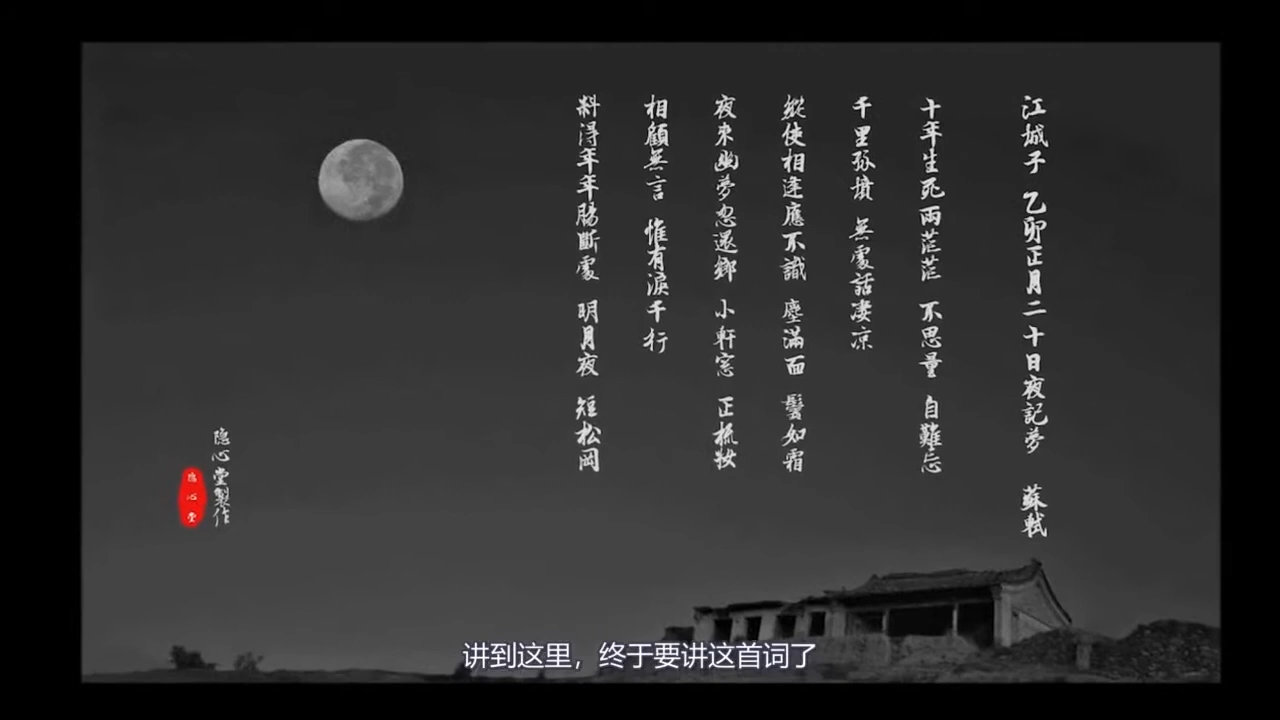 江城子 乙卯正月二十日夜記夢 蘇軾
十年生死兩茫茫 不思量 自難忘
千里孤墳 無處話淒涼
縱使相逢應不識 塵滿面 鬢如霜
夜來幽夢忽還鄉 小軒窗 正梳妝
相顧無言 惟有淚千行
料得年年腸斷處 明月夜 短松岡
隐心堂製作
隐心堂
讲到这里，终于要讲这首词了